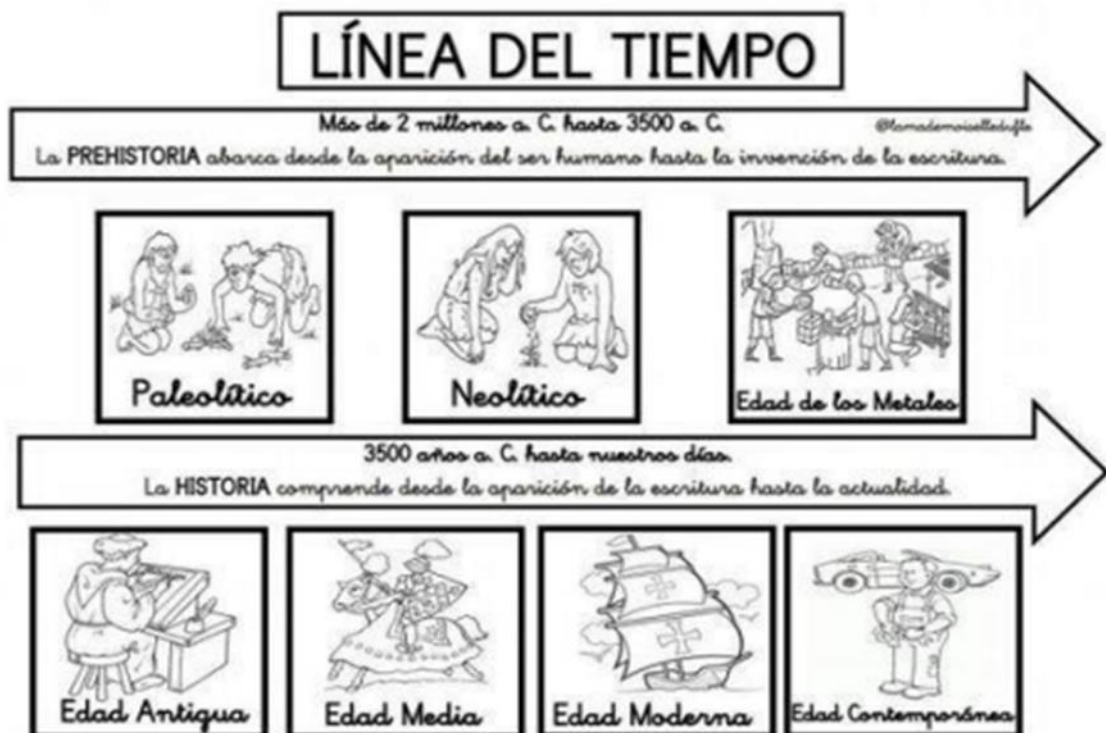 LÍNEA DEL TIEMPO
Más de 2 millones a. C. hasta 3500 a. C.
@lamademoiselledufle
La PREHISTORIA abarca desde la aparición del ser humano hasta la invención de la escritura.
Paleolítico
Neolítico
Edad de los Metales
3500 años a. C. hasta nuestros días.
La HISTORIA comprende desde la aparición de la escritura hasta la actualidad.
Edad Antigua
Edad Media
Edad Moderna
Edad Contemporánea